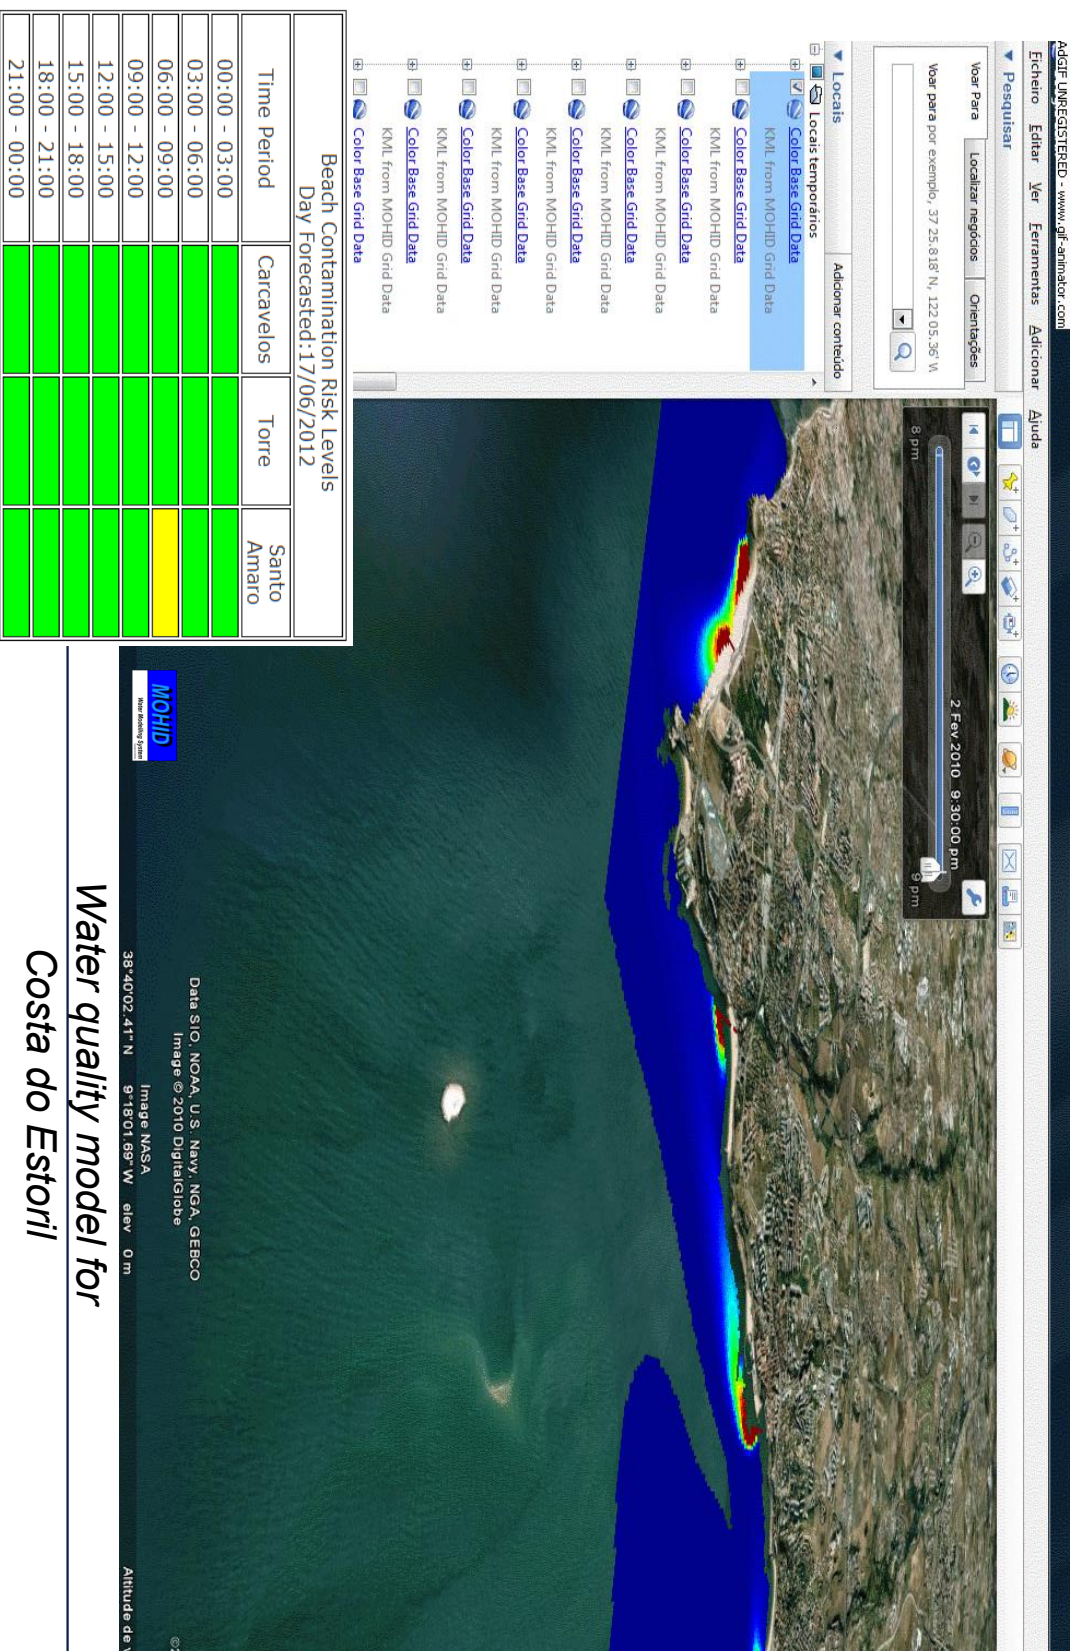 AdGIF UNREGISTERED - www.gif-animator.com
Ficheiro Editar Ver Ferramentas Adicionar Ajuda
Pesquisar
Voar Para Localizar negócios Orientações
Voar para por exemplo, 37 25.818' N, 122 05.36' W
Locais Adicionar conteúdo
Locais temporários
Color Base Grid Data
KML from MOHID Grid Data
Color Base Grid Data
KML from MOHID Grid Data
Color Base Grid Data
KML from MOHID Grid Data
Color Base Grid Data
KML from MOHID Grid Data
Color Base Grid Data
KML from MOHID Grid Data
Color Base Grid Data
KML from MOHID Grid Data
Color Base Grid Data
KML from MOHID Grid Data
Color Base Grid Data
KML from MOHID Grid Data
Color Base Grid Data
2 Fev 2010 9:30:00 pm
8 pm 9 pm
Data SIO, NOAA, U.S. Navy, NGA, GEBCO
Image © 2010 DigitalGlobe
Image NASA
38°40'02.41" N 9°18'01.69" W elev 0 m
Altitude de
MOHID
Water Modelling System
Beach Contamination Risk Levels
Day Forecasted:17/06/2012
Time Period Carcavelos Torre Santo Amaro
00:00 - 03:00
03:00 - 06:00
06:00 - 09:00
09:00 - 12:00
12:00 - 15:00
15:00 - 18:00
18:00 - 21:00
21:00 - 00:00
Water quality model for
Costa do Estoril